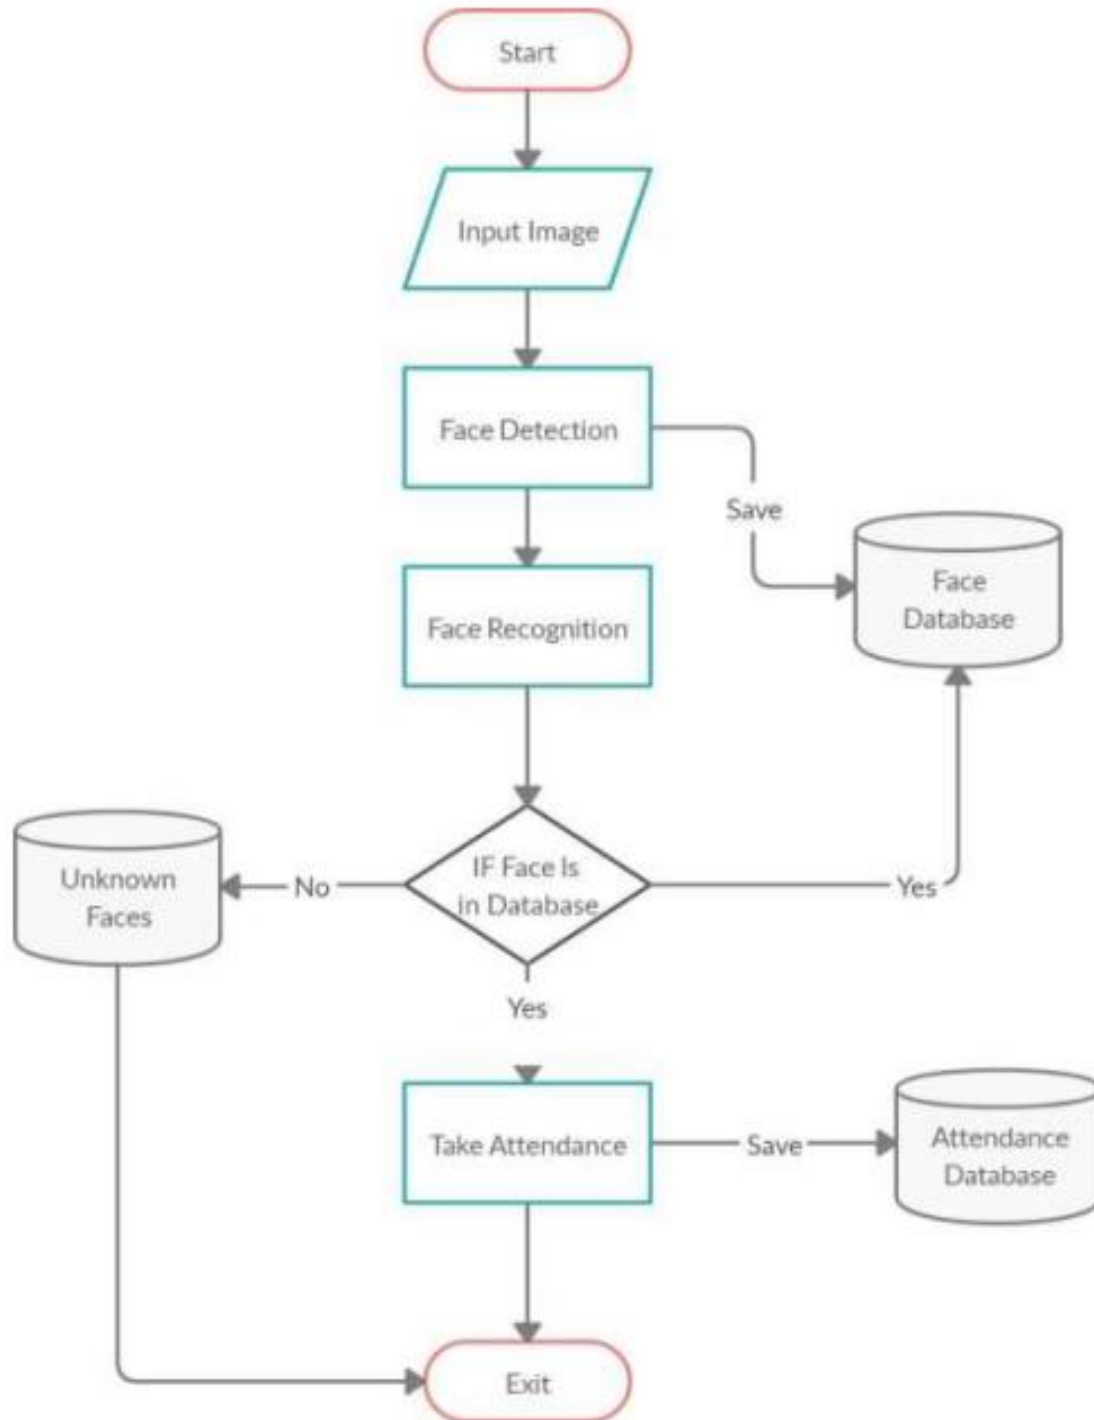 Start
Input Image
Face Detection
Save
Face
Database
Face Recognition
IF Face Is
in Database
No
Unknown
Faces
Yes
Yes
Take Attendance
Save
Attendance
Database
Exit